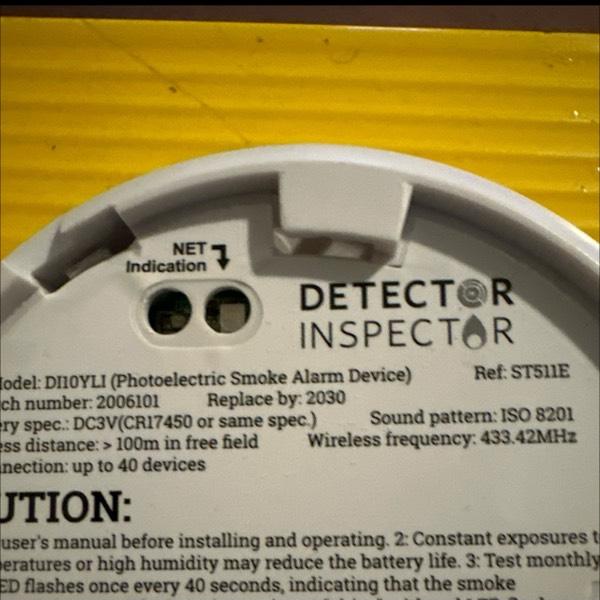 NET
Indication
DETECTOR
INSPECTOR
odel: DI10YLI (Photoelectric Smoke Alarm Device) Ref: ST511E
ch number: 2006101 Replace by: 2030
ery spec.: DC3V(CR17450 or same spec.) Sound pattern: ISO 8201
ess distance: > 100m in free field Wireless frequency: 433.42MHz
nnection: up to 40 devices
UTION:
user's manual before installing and operating. 2: Constant exposures t
peratures or high humidity may reduce the battery life. 3: Test monthly
ED flashes once every 40 seconds, indicating that the smoke